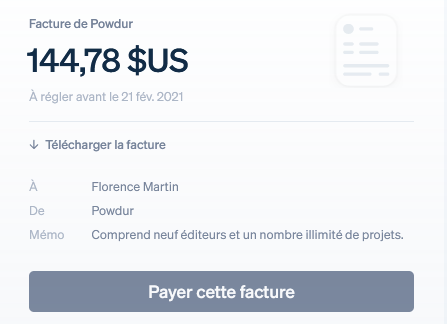 Facture de Powdur
144,78 $US
À régler avant le 21 fév. 2021
↓ Télécharger la facture
À Florence Martin
De Powdur
Mémo Comprend neuf éditeurs et un nombre illimité de projets.
Payer cette facture